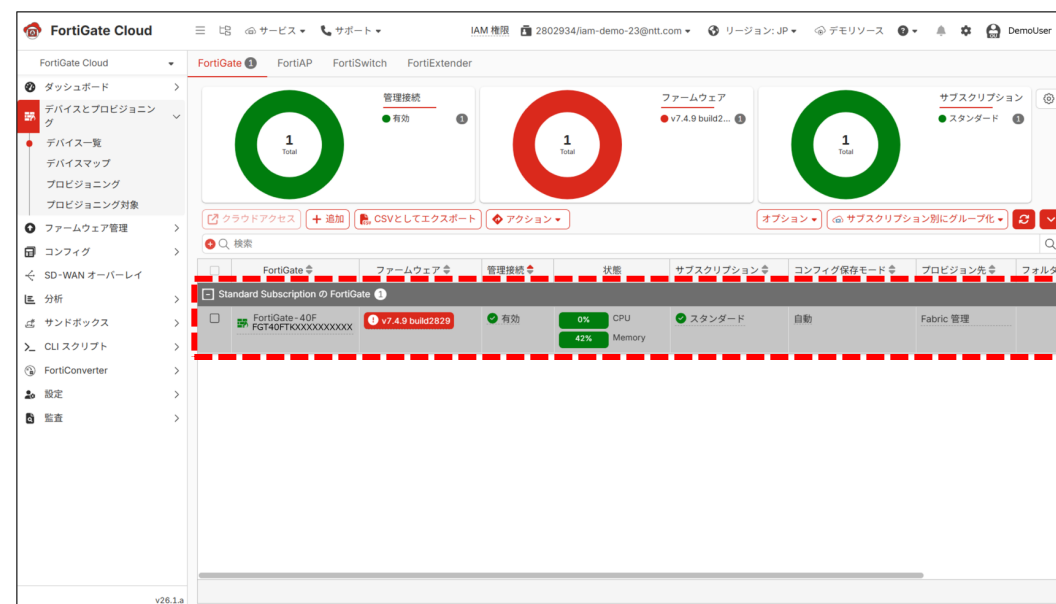 FortiGate Cloud
サービス サポート IAM 権限 2802934/iam-demo-23@ntt.com リージョン: JP デモリソース DemoUser
FortiGate Cloud
ダッシュボード
デバイスとプロビジョニング
デバイス一覧
デバイスマップ
プロビジョニング
プロビジョニング対象
ファームウェア管理
コンフィグ
SD-WAN オーバーレイ
分析
サンドボックス
CLI スクリプト
FortiConverter
設定
監査
v26.1.a
FortiGate 1 FortiAP FortiSwitch FortiExtender
1
Total
管理接続
有効 1
1
Total
ファームウェア
v7.4.9 build2... 1
1
Total
サブスクリプション
スタンダード 1
クラウドアクセス + 追加 CSVとしてエクスポート アクション オプション サブスクリプション別にグループ化
検索
FortiGate ファームウェア 管理接続 状態 サブスクリプション コンフィグ保存モード プロビジョン先 フォルダ
Standard Subscription の FortiGate 1
FortiGate-40F
FGT40FTKXXXXXXXXXX
v7.4.9 build2829 有効 0% CPU スタンダード 自動 Fabric 管理
42% Memory